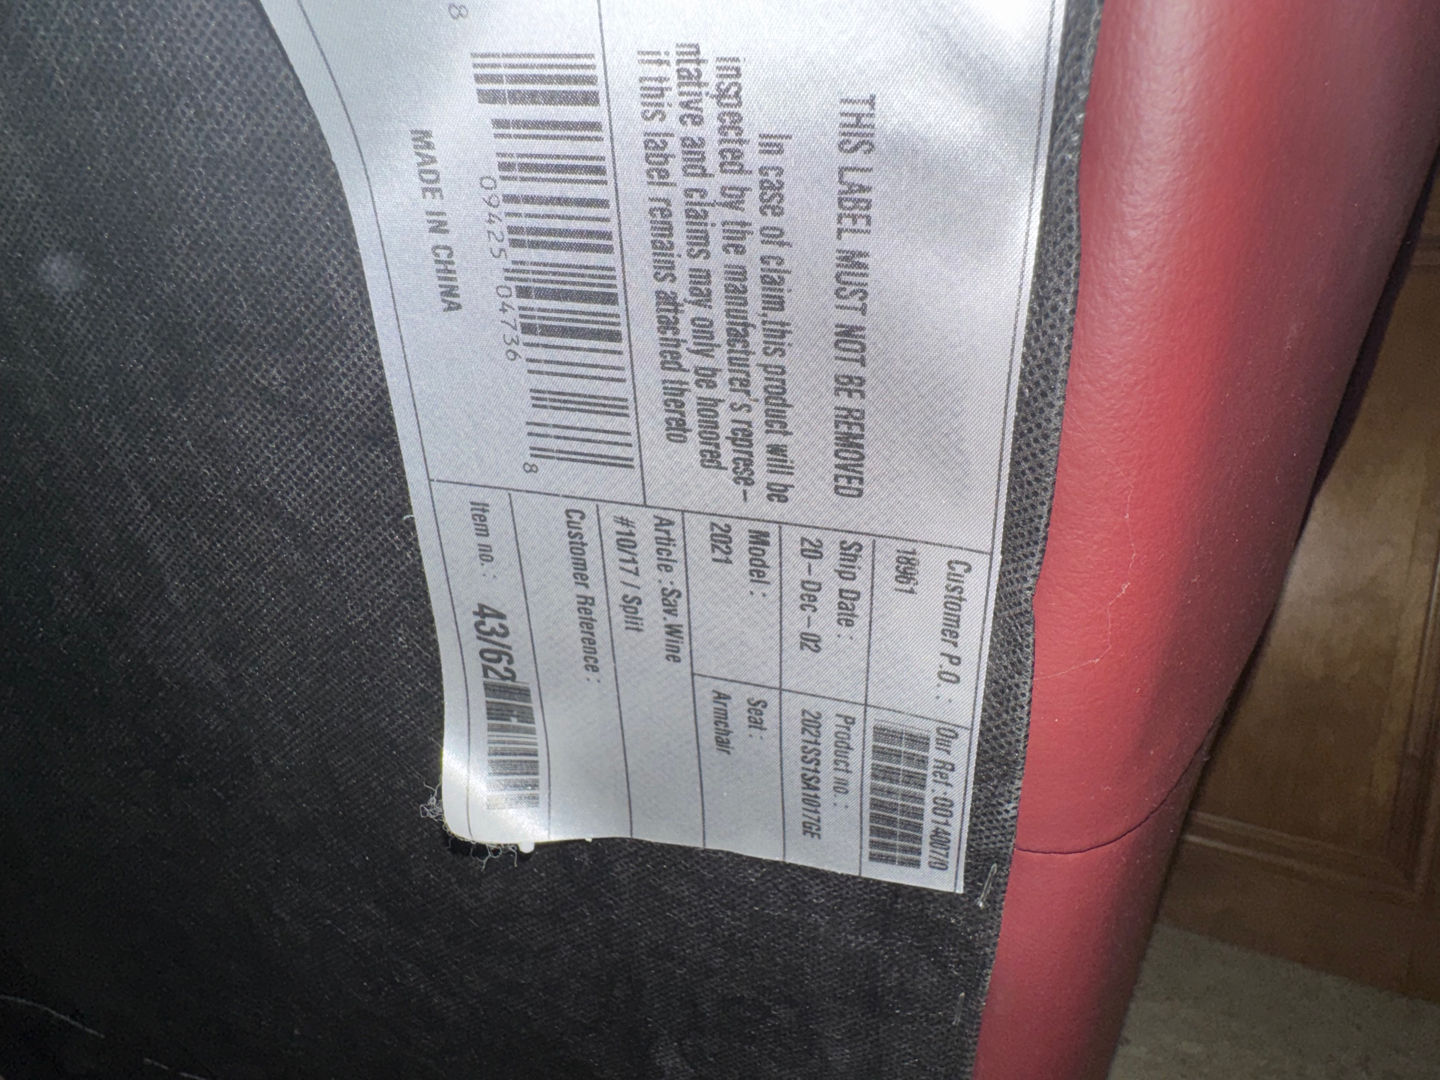 THIS LABEL MUST NOT BE REMOVED
In case of claim,this product will be
inspected by the manufacturer's represe-
ntative and claims may only be honored
if this label remains attached thereto
8
09425 04736
8
MADE IN CHINA
Customer P.O. :
18961
Our Ref: 0014007/0
Ship Date :
20-Dec-02
Product no. :
2021SS1SA1017GE
Model :
2021
Seat :
Armchair
Article :Sav.Wine
#10/17 / Split
Customer Reference :
Item no. : 43/62